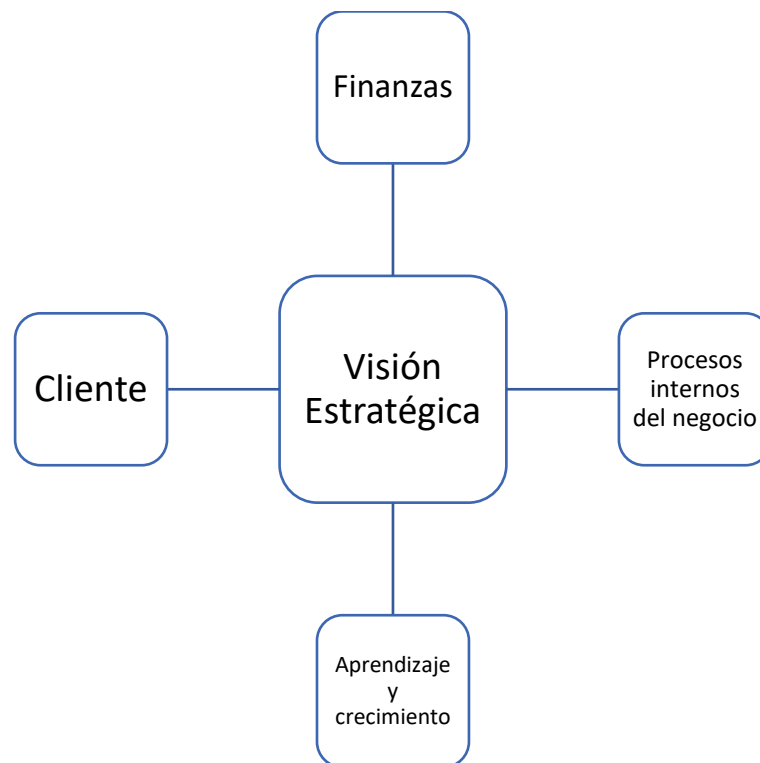 Finanzas
Cliente
Visión
Estratégica
Procesos
internos
del negocio
Aprendizaje
y
crecimiento